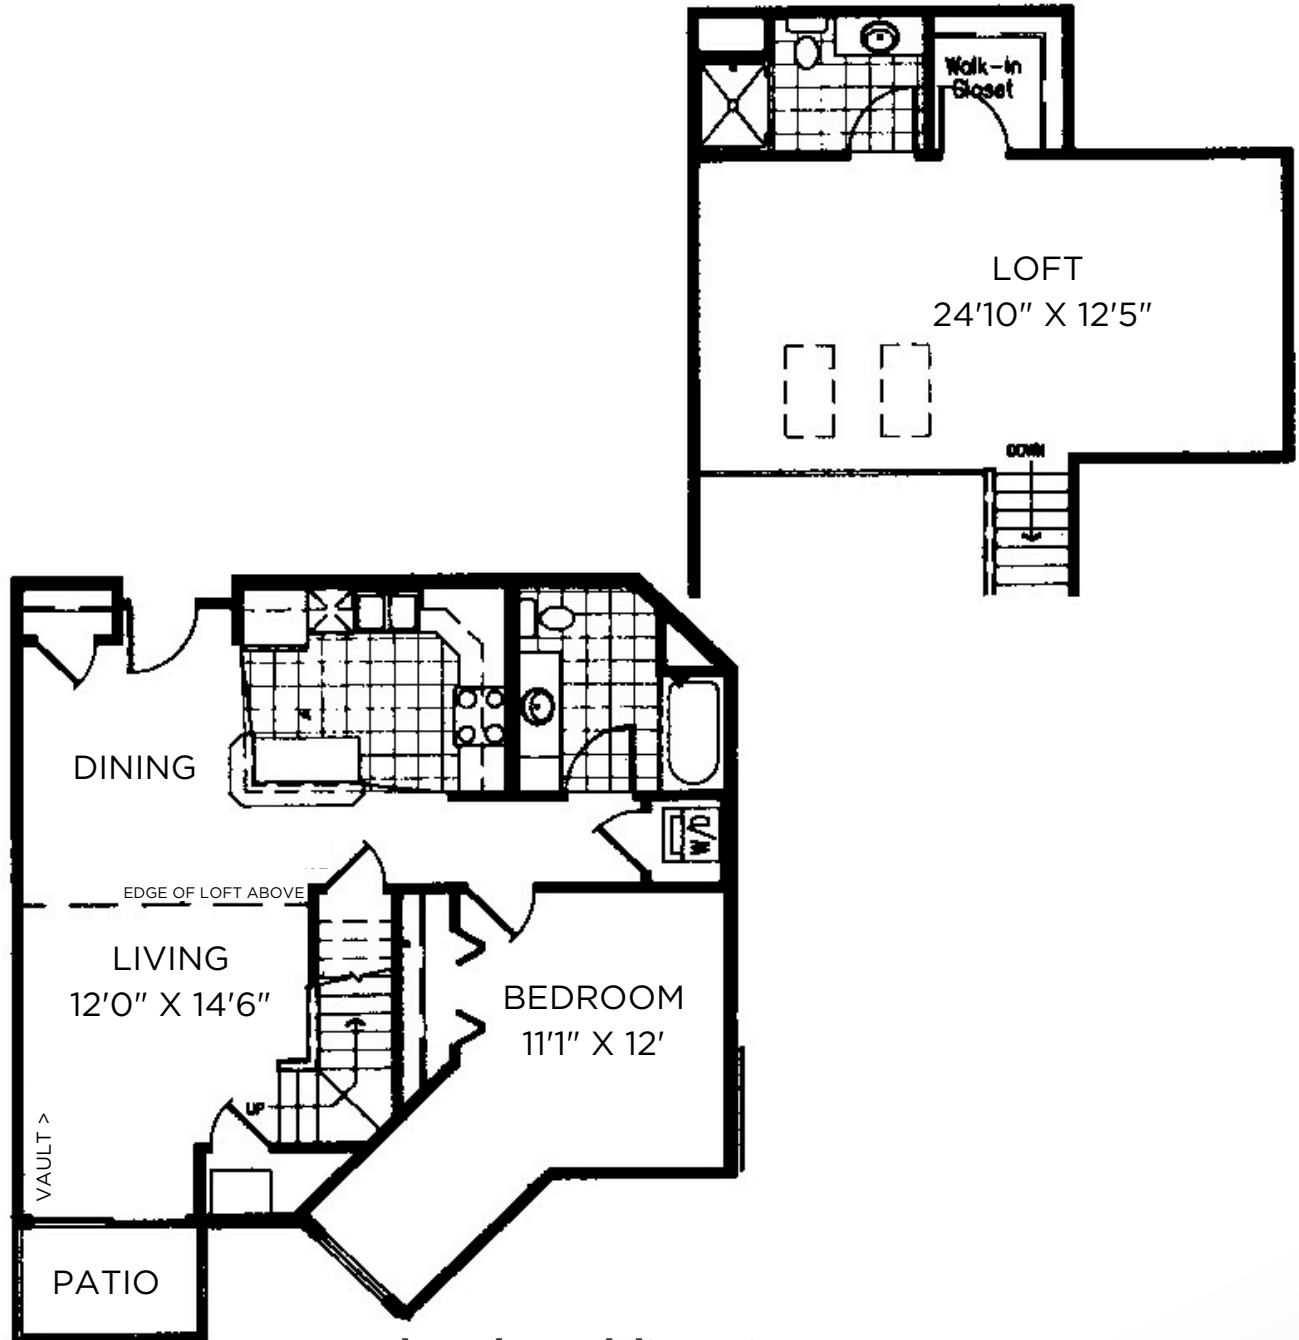 Walk-in
Closet
LOFT
24'10" X 12'5"
DOWN
DINING
W/D
EDGE OF LOFT ABOVE
LIVING
12'0" X 14'6"
BEDROOM
11'1" X 12'
UP
VAULT >
PATIO